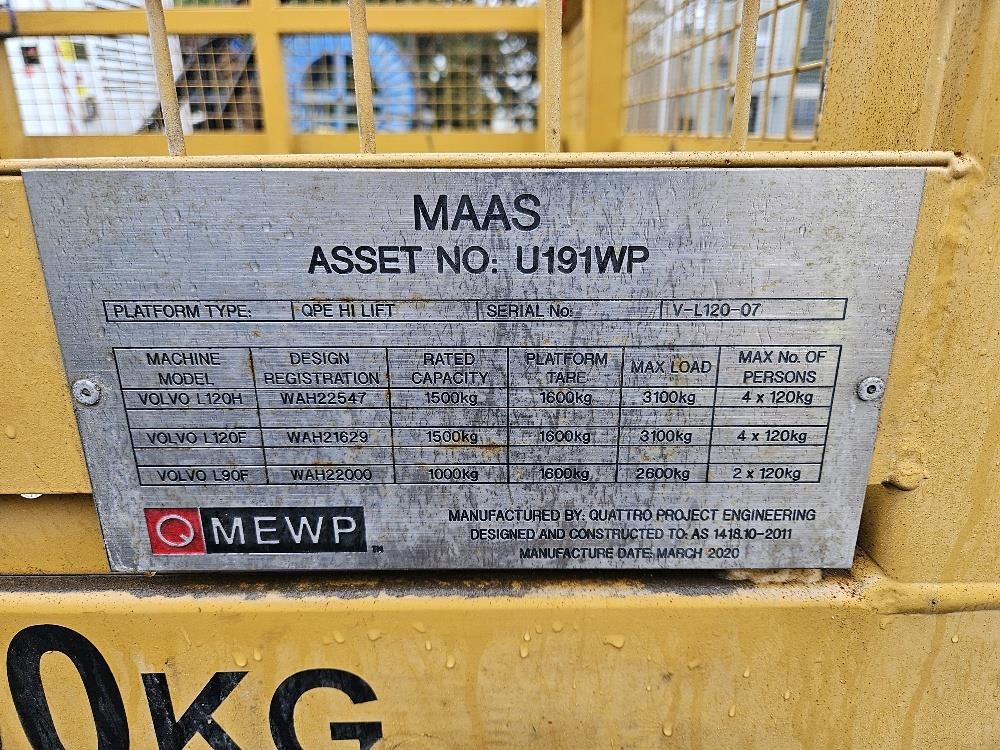 MAAS
ASSET NO: U191WP
PLATFORM TYPE: QPE HI LIFT SERIAL No: V-L120-07
MACHINE MODEL DESIGN REGISTRATION RATED CAPACITY PLATFORM TARE MAX LOAD MAX No. OF PERSONS
VOLVO L120H WAH22547 1500kg 1600kg 3100kg 4 x 120kg
VOLVO L120F WAH21629 1500kg 1600kg 3100kg 4 x 120kg
VOLVO L90F WAH22000 1000kg 1600kg 2600kg 2 x 120kg
Q MEWP ™
MANUFACTURED BY: QUATTRO PROJECT ENGINEERING
DESIGNED AND CONSTRUCTED TO: AS 1418.10-2011
MANUFACTURE DATE: MARCH 2020
0KG